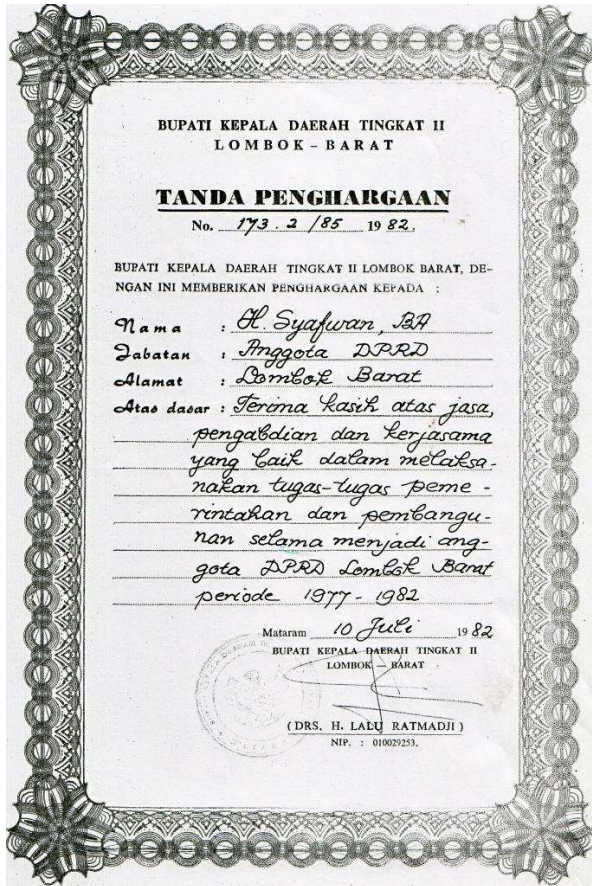 BUPATI KEPALA DAERAH TINGKAT II
LOMBOK - BARAT
TANDA PENGHARGAAN
No. 173.2/85 1982.
BUPATI KEPALA DAERAH TINGKAT II LOMBOK BARAT, DE-
NGAN INI MEMBERIKAN PENGHARGAAN KEPADA :
Nama : H. Syafwan, BA
Jabatan : Anggota DPRD
Alamat : Lombok Barat
Atas dasar : Terima kasih atas jasa,
pengabdian dan kerjasama
yang baik dalam melaksa-
nakan tugas-tugas peme-
rintahan dan pembangu-
nan selama menjadi ang-
gota DPRD Lombok Barat
periode 1977 - 1982
Mataram 10 Juli 1982
BUPATI KEPALA DAERAH TINGKAT II
LOMBOK — BARAT
(DRS. H. LALU RATMADJI)
NIP. : 010029253.